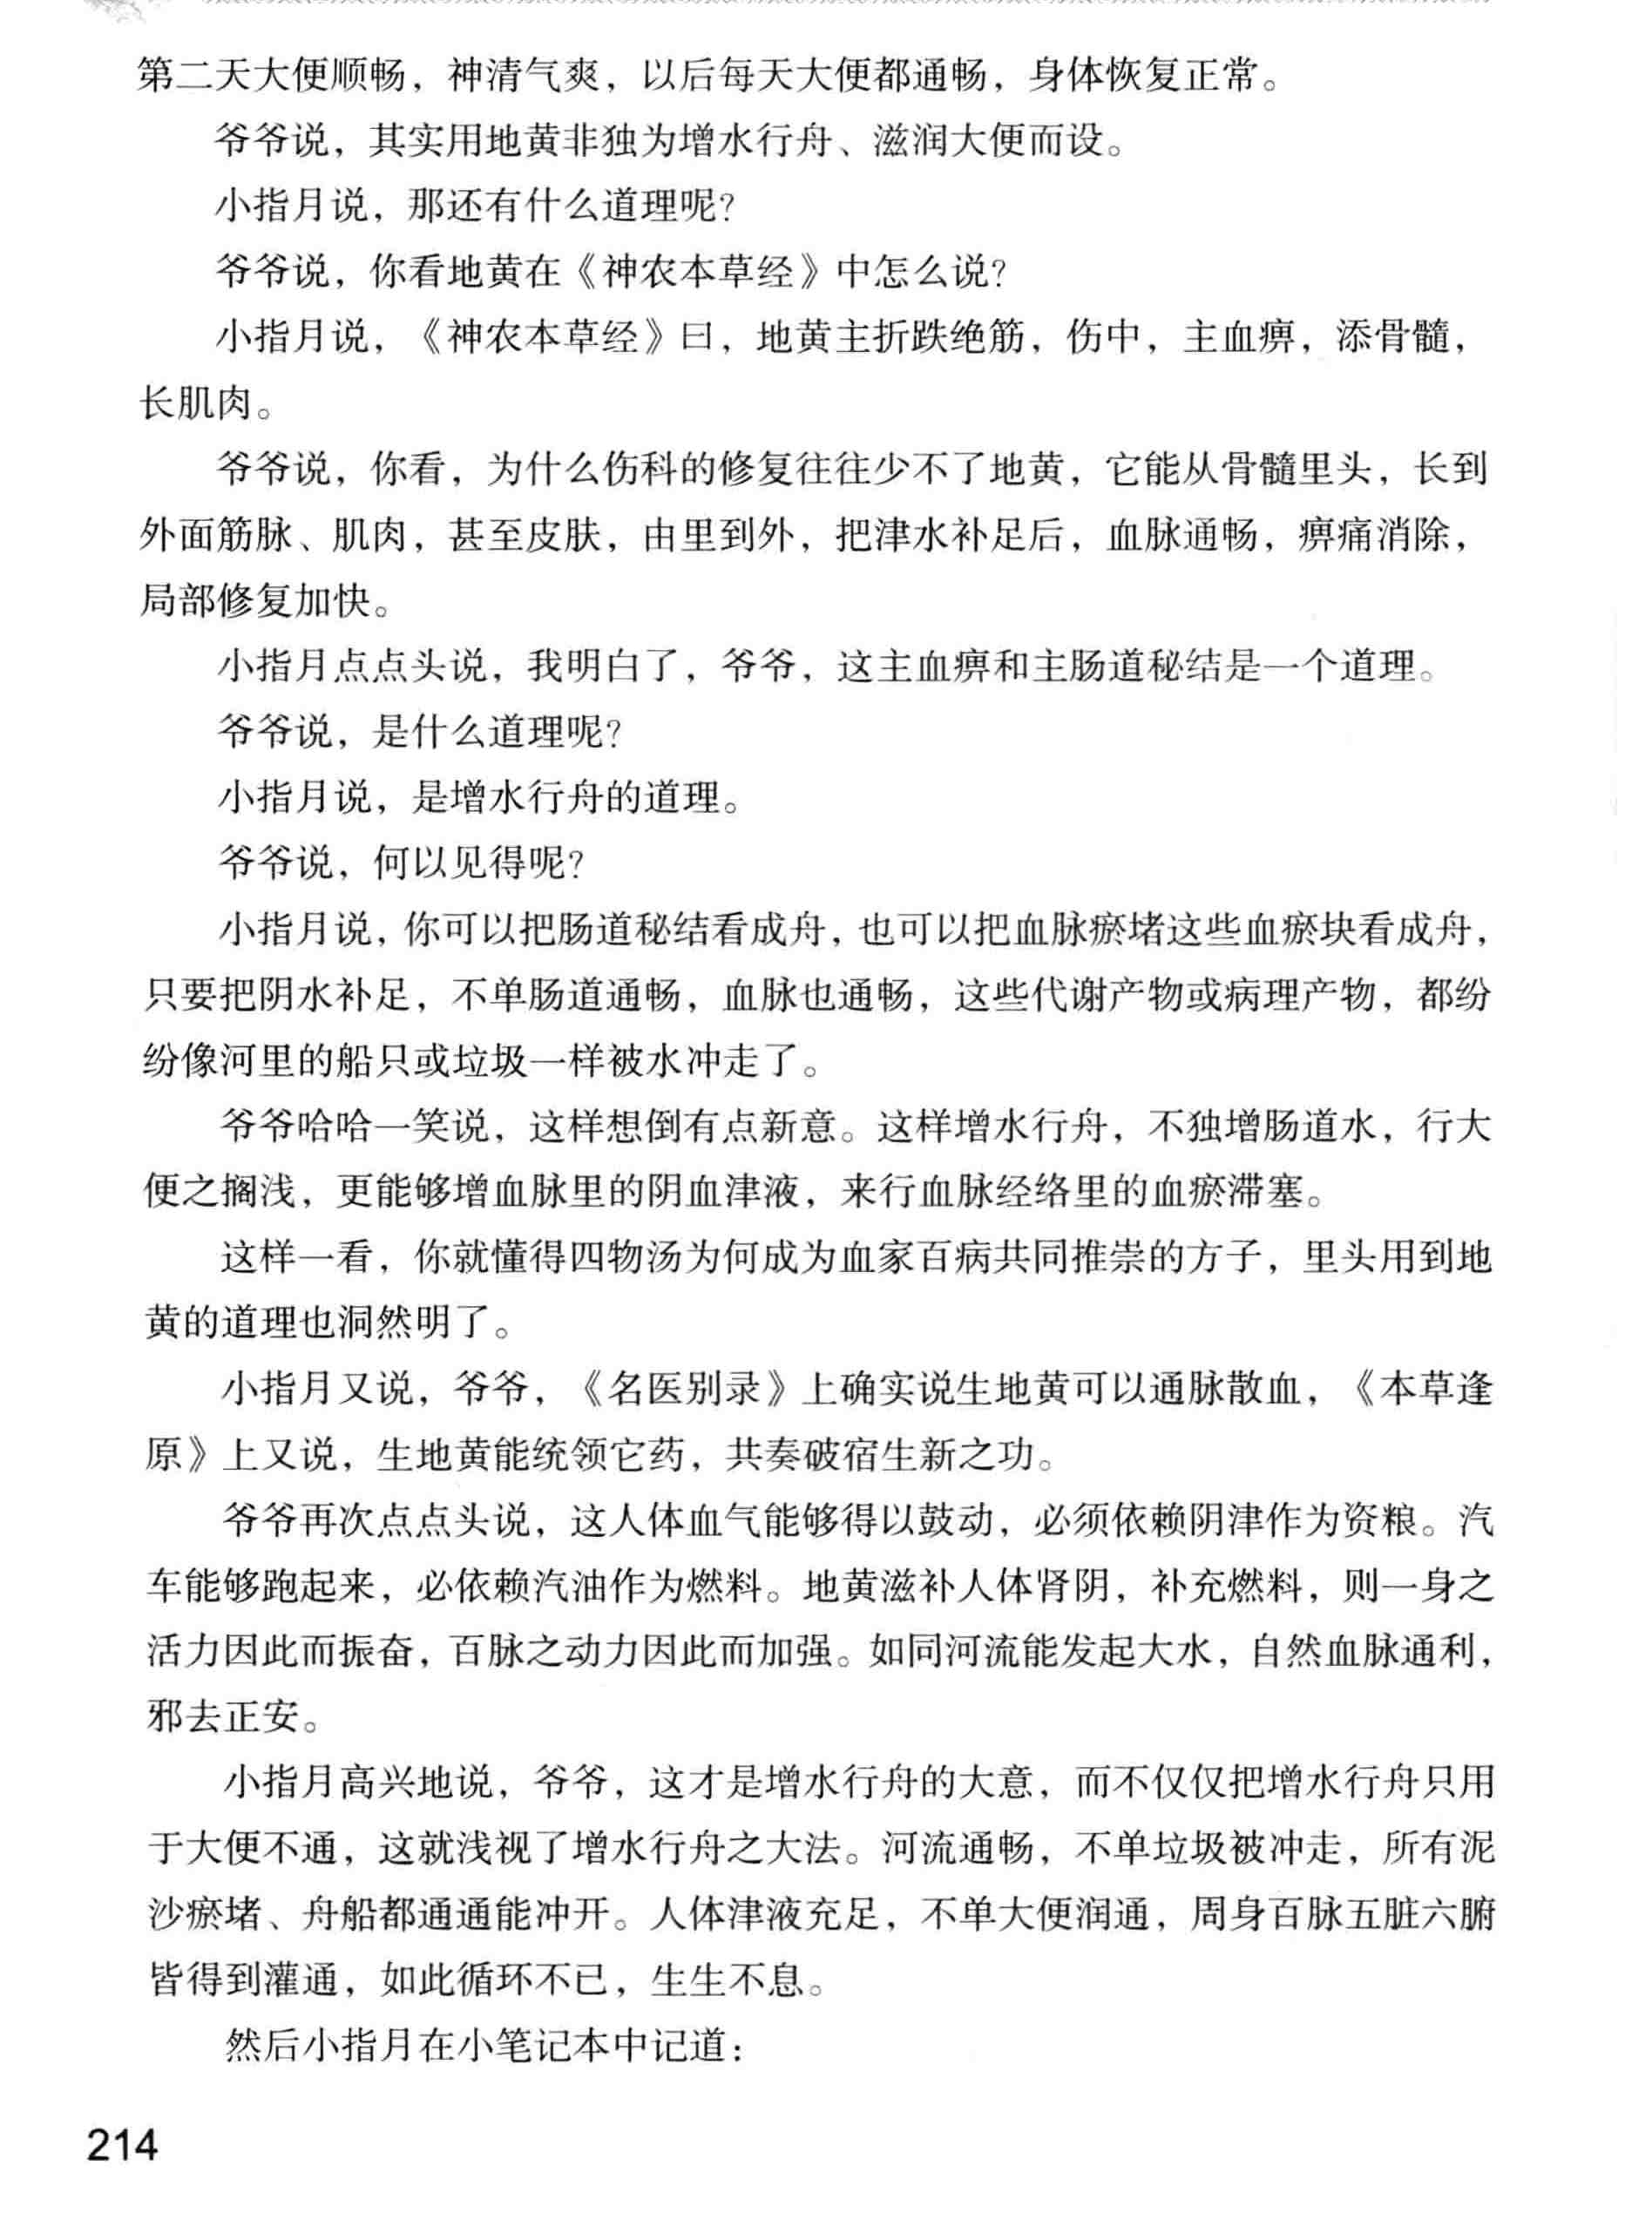 第二天大便顺畅，神清气爽，以后每天大便都通畅，身体恢复正常。
爷爷说，其实用地黄非独为增水行舟、滋润大便而设。
小指月说，那还有什么道理呢？
爷爷说，你看地黄在《神农本草经》中怎么说？
小指月说，《神农本草经》曰，地黄主折跌绝筋，伤中，主血痹，添骨髓，
长肌肉。
爷爷说，你看，为什么伤科的修复往往少不了地黄，它能从骨髓里头，长到
外面筋脉、肌肉，甚至皮肤，由里到外，把津水补足后，血脉通畅，痹痛消除，
局部修复加快。
小指月点点头说，我明白了，爷爷，这主血痹和主肠道秘结是一个道理。
爷爷说，是什么道理呢？
小指月说，是增水行舟的道理。
爷爷说，何以见得呢？
小指月说，你可以把肠道秘结看成舟，也可以把血脉瘀堵这些血瘀块看成舟，
只要把阴水补足，不单肠道通畅，血脉也通畅，这些代谢产物或病理产物，都纷
纷像河里的船只或垃圾一样被水冲走了。
爷爷哈哈一笑说，这样想倒有点新意。这样增水行舟，不独增肠道水，行大
便之搁浅，更能够增血脉里的阴血津液，来行血脉经络里的血瘀滞塞。
这样一看，你就懂得四物汤为何成为血家百病共同推崇的方子，里头用到地
黄的道理也洞然明了。
小指月又说，爷爷，《名医别录》上确实说生地黄可以通脉散血，《本草逢
原》上又说，生地黄能统领它药，共奏破宿生新之功。
爷爷再次点点头说，这人体血气能够得以鼓动，必须依赖阴津作为资粮。汽
车能够跑起来，必依赖汽油作为燃料。地黄滋补人体肾阴，补充燃料，则一身之
活力因此而振奋，百脉之动力因此而加强。如同河流能发起大水，自然血脉通利，
邪去正安。
小指月高兴地说，爷爷，这才是增水行舟的大意，而不仅仅把增水行舟只用
于大便不通，这就浅视了增水行舟之大法。河流通畅，不单垃圾被冲走，所有泥
沙瘀堵、舟船都通通能冲开。人体津液充足，不单大便润通，周身百脉五脏六腑
皆得到灌通，如此循环不已，生生不息。
然后小指月在小笔记本中记道：
214